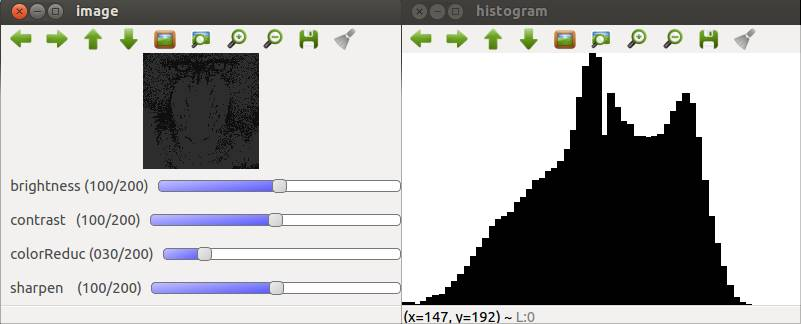 image
histogram
brightness (100/200)
contrast (100/200)
colorReduc (030/200)
sharpen (100/200)
(x=147, y=192) ~ L:0